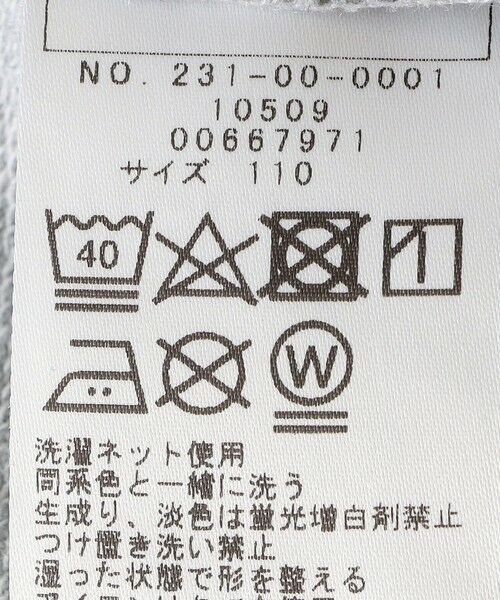 NO. 231-00-0001
10509
00667971
サイズ 110
40
W
洗濯ネット使用
同系色と一緒に洗う
生成り、淡色は蛍光増白剤禁止
つけ置き洗い禁止
湿った状態で形を整える